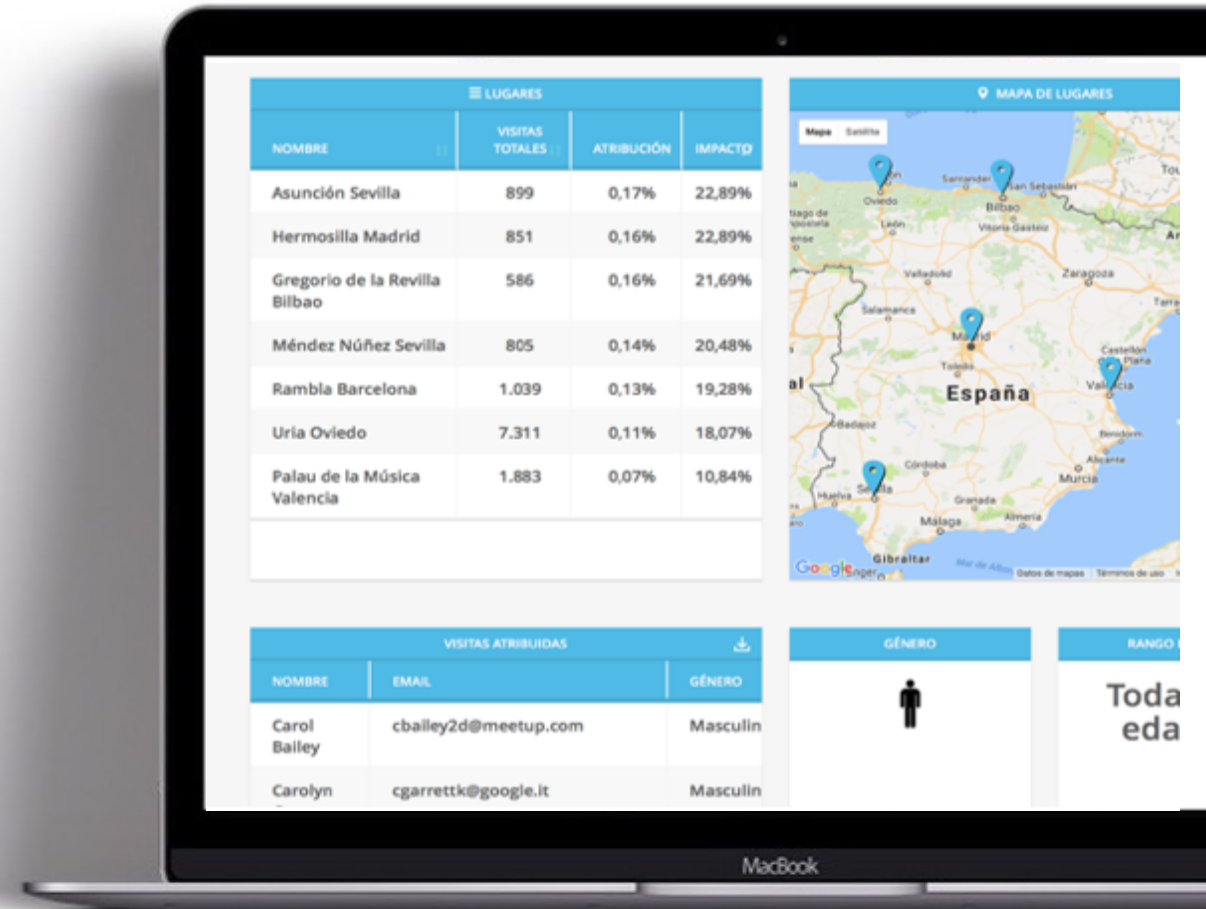 LUGARES
NOMBRE
VISITAS
TOTALES
ATRIBUCIÓN
IMPACTO
Asunción Sevilla 899 0,17% 22,89%
Hermosilla Madrid 851 0,16% 22,89%
Gregorio de la Revilla
Bilbao
586 0,16% 21,69%
Méndez Núñez Sevilla 805 0,14% 20,48%
Rambla Barcelona 1.039 0,13% 19,28%
Uria Oviedo 7.311 0,11% 18,07%
Palau de la Música
Valencia
1.883 0,07% 10,84%
MAPA DE LUGARES
Mapa Satélite
Santander
San Sebastián
Oviedo
Bilbao
León
Vitoria-Gasteiz
Valladolid
Zaragoza
Salamanca
Madrid
Castellón
Plana
Toledo
España
Valencia
Badajoz
Benidorm
Córdoba
Alicante
Murcia
Huelva
Sevilla
Granada
Málaga
Almería
Gibraltar
Google
Datos de mapas
Términos de uso
VISITAS ATRIBUIDAS
NOMBRE EMAIL GÉNERO
Carol
Bailey
cbailey2d@meetup.com Masculin
Carolyn cgarrettk@google.it Masculin
GÉNERO
RANGO
Toda
eda
MacBook